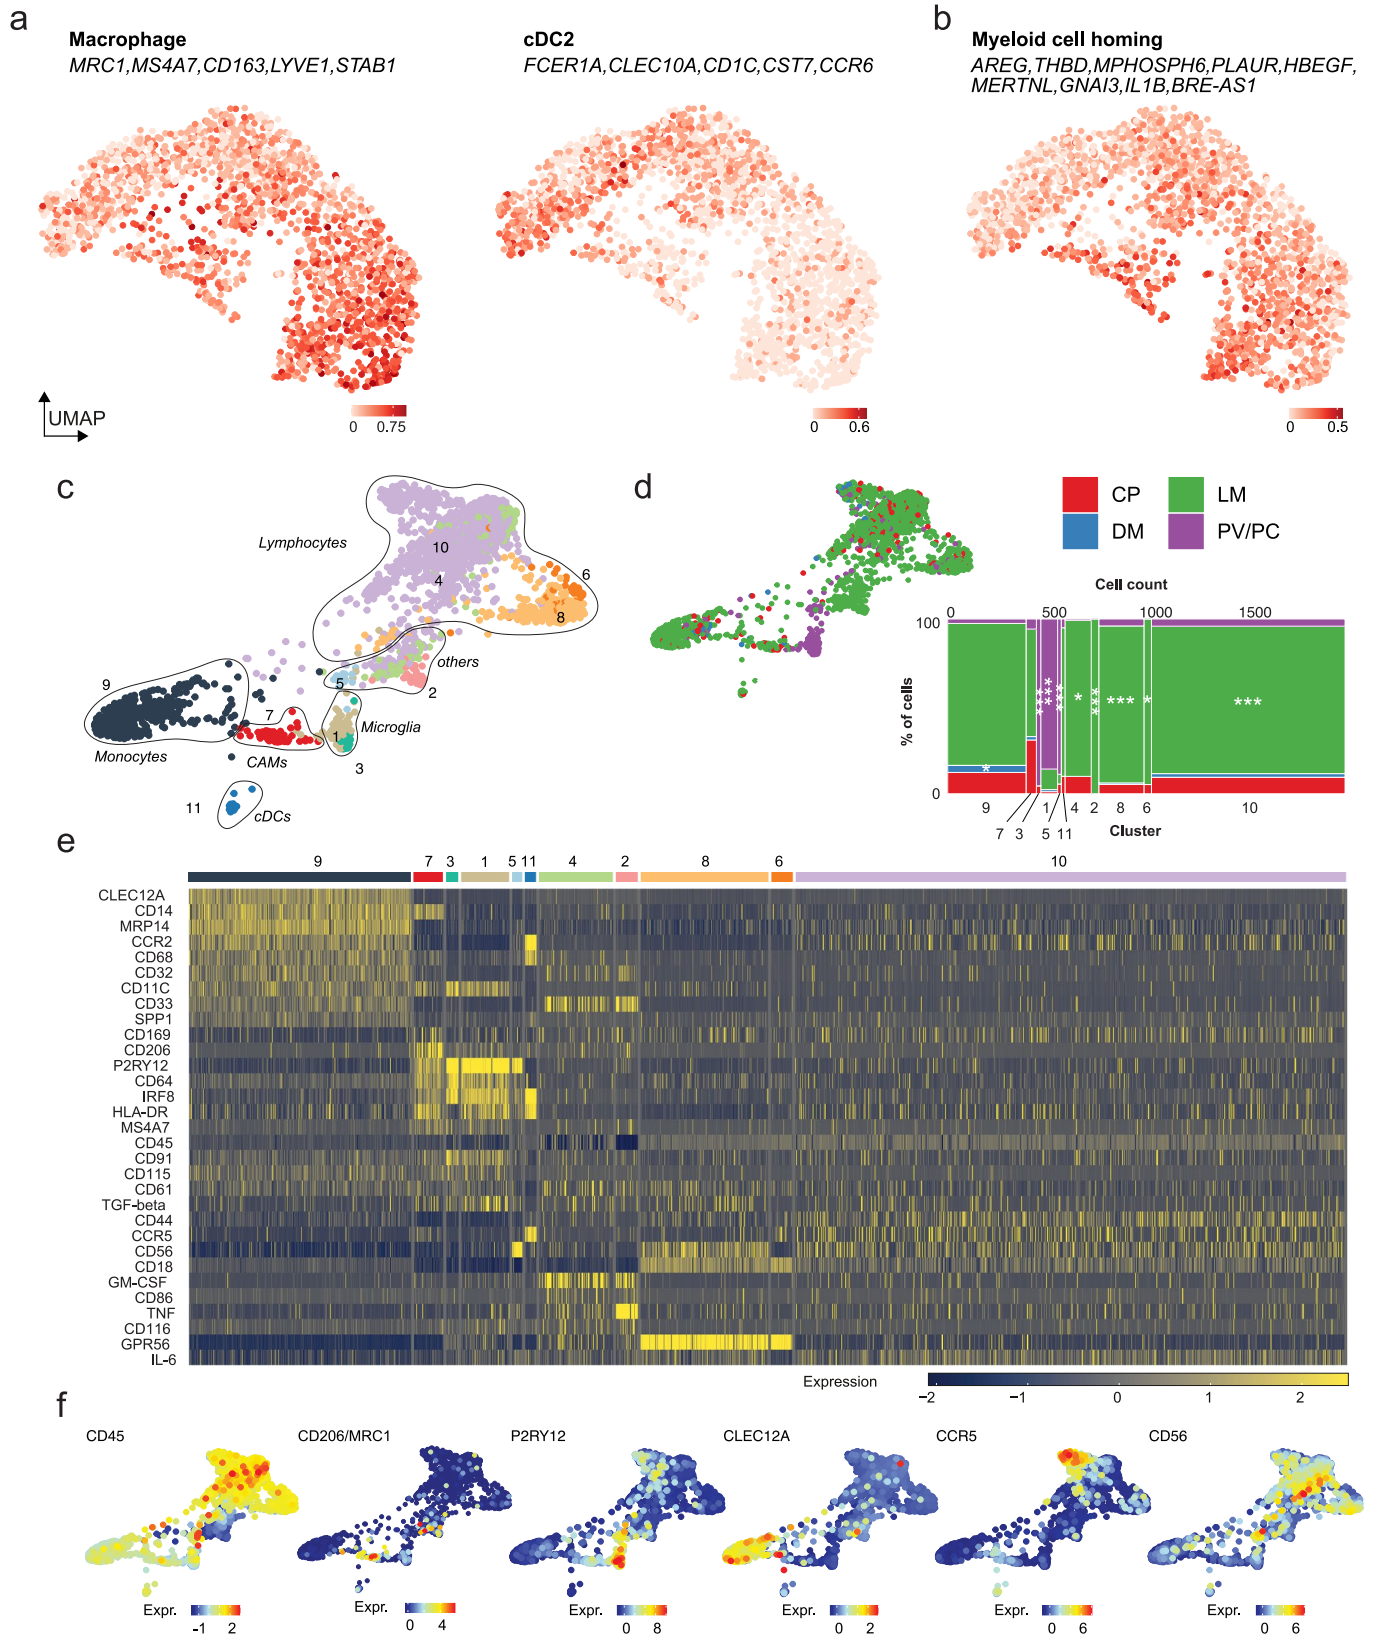 a
Macrophage
MRC1,MS4A7,CD163,LYVE1,STAB1
cDC2
FCER1A,CLEC10A,CD1C,CST7,CCR6
b
Myeloid cell homing
AREG,THBD,MPHOSPH6,PLAUR,HBEGF,
MERTNL,GNAI3,IL1B,BRE-AS1
UMAP
0 0.75
0 0.6
0 0.5
c
Lymphocytes
10
4
6
8
others
5
2
9
7
Monocytes
CAMs
1
Microglia
3
11
cDCs
d
CP
LM
DM
PV/PC
Cell count
0 500 1000 1500
100
% of cells
0
*
***
***
***
*
***
***
*
***
9 1 4 2 8 6 10
7 3 5 11
Cluster
e
9 7 3 1 5 11 4 2 8 6 10
CLEC12A
CD14
MRP14
CCR2
CD68
CD32
CD11C
CD33
SPP1
CD169
CD206
P2RY12
CD64
IRF8
HLA-DR
MS4A7
CD45
CD91
CD115
CD61
TGF-beta
CD44
CCR5
CD56
CD18
GM-CSF
CD86
TNF
CD116
GPR56
IL-6
Expression
−2 −1 0 1 2
f
CD45
CD206/MRC1
P2RY12
CLEC12A
CCR5
CD56
Expr.
-1 2
Expr.
0 4
Expr.
0 8
Expr.
0 2
Expr.
0 6
Expr.
0 6